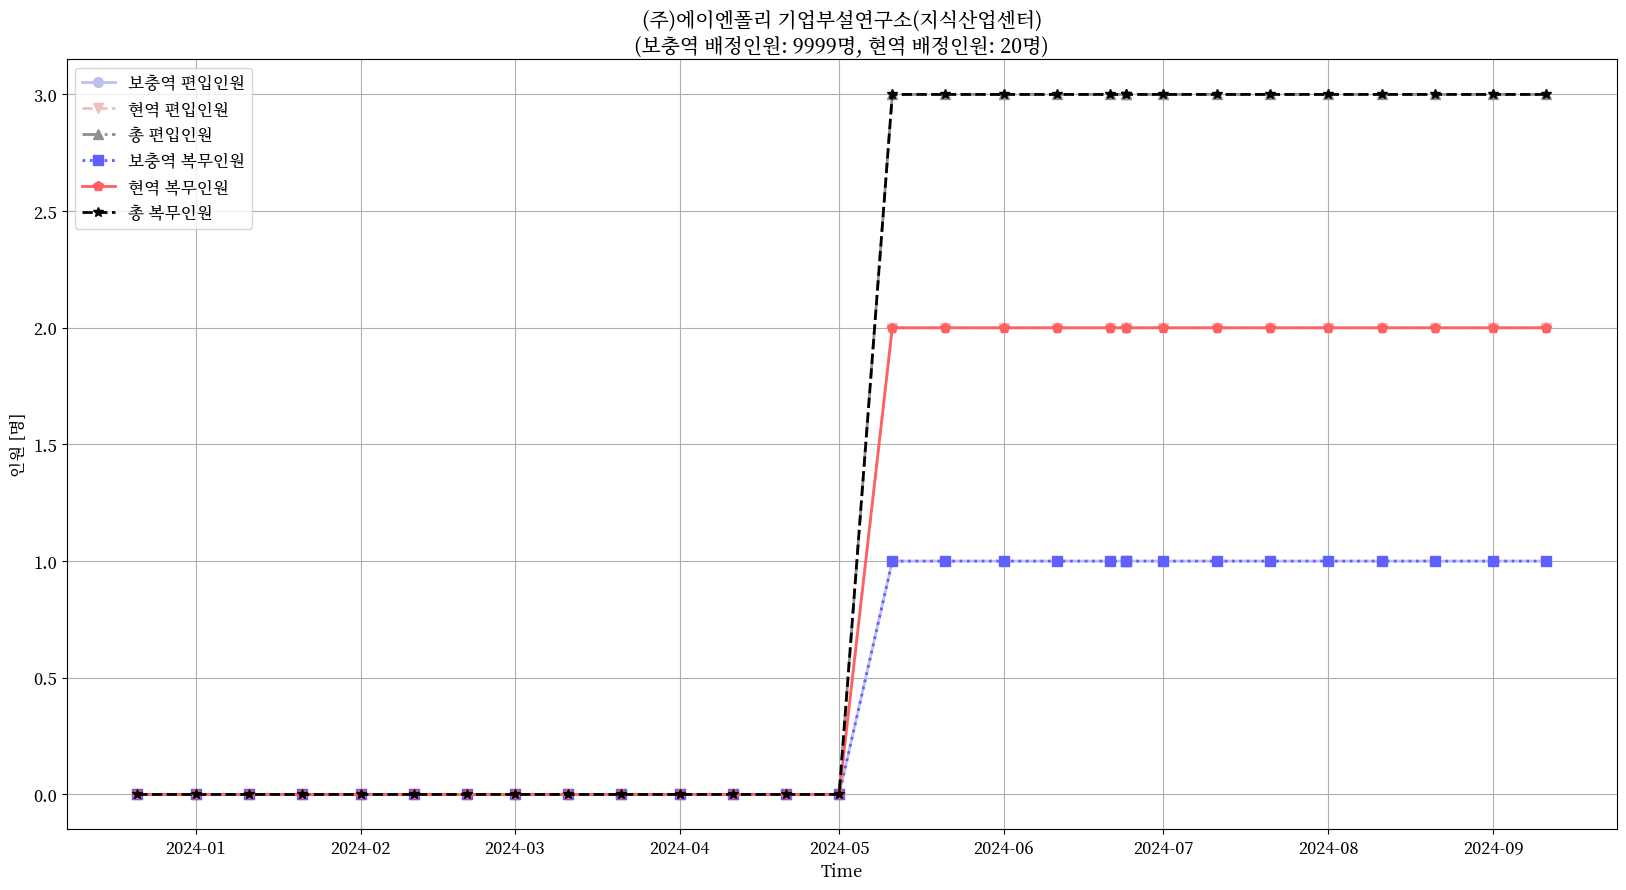 (주)에이엔폴리 기업부설연구소(지식산업센터)
(보충역 배정인원: 9999명, 현역 배정인원: 20명)
보충역 편입인원
현역 편입인원
총 편입인원
보충역 복무인원
현역 복무인원
총 복무인원
3.0
2.5
2.0
1.5
1.0
0.5
0.0
인원 [명]
2024-01 2024-02 2024-03 2024-04 2024-05 2024-06 2024-07 2024-08 2024-09
Time